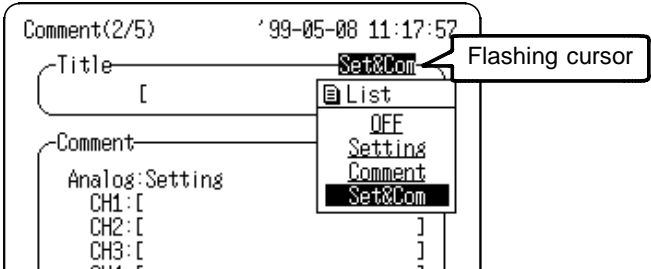 Comment(2/5) '99-05-08 11:17:57
Flashing cursor
Title Set&Com
[
List
OFF
Setting
Comment
Set&Com
Comment
Analog:Setting
CH1:[
CH2:[ ]
CH3:[ ]